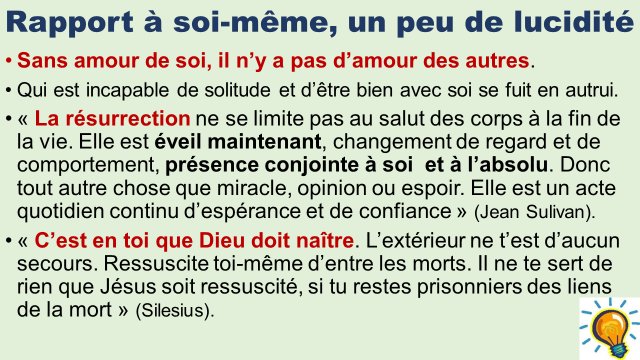 Rapport à soi-même, un peu de lucidité
• Sans amour de soi, il n’y a pas d’amour des autres.
• Qui est incapable de solitude et d’être bien avec soi se fuit en autrui.
• « La résurrection ne se limite pas au salut des corps à la fin de
la vie. Elle est éveil maintenant, changement de regard et de
comportement, présence conjointe à soi et à l’absolu. Donc
tout autre chose que miracle, opinion ou espoir. Elle est un acte
quotidien continu d’espérance et de confiance » (Jean Sulivan).
• « C’est en toi que Dieu doit naître. L’extérieur ne t’est d’aucun
secours. Ressuscite toi-même d’entre les morts. Il ne te sert de
rien que Jésus soit ressuscité, si tu restes prisonniers des liens
de la mort » (Silesius).